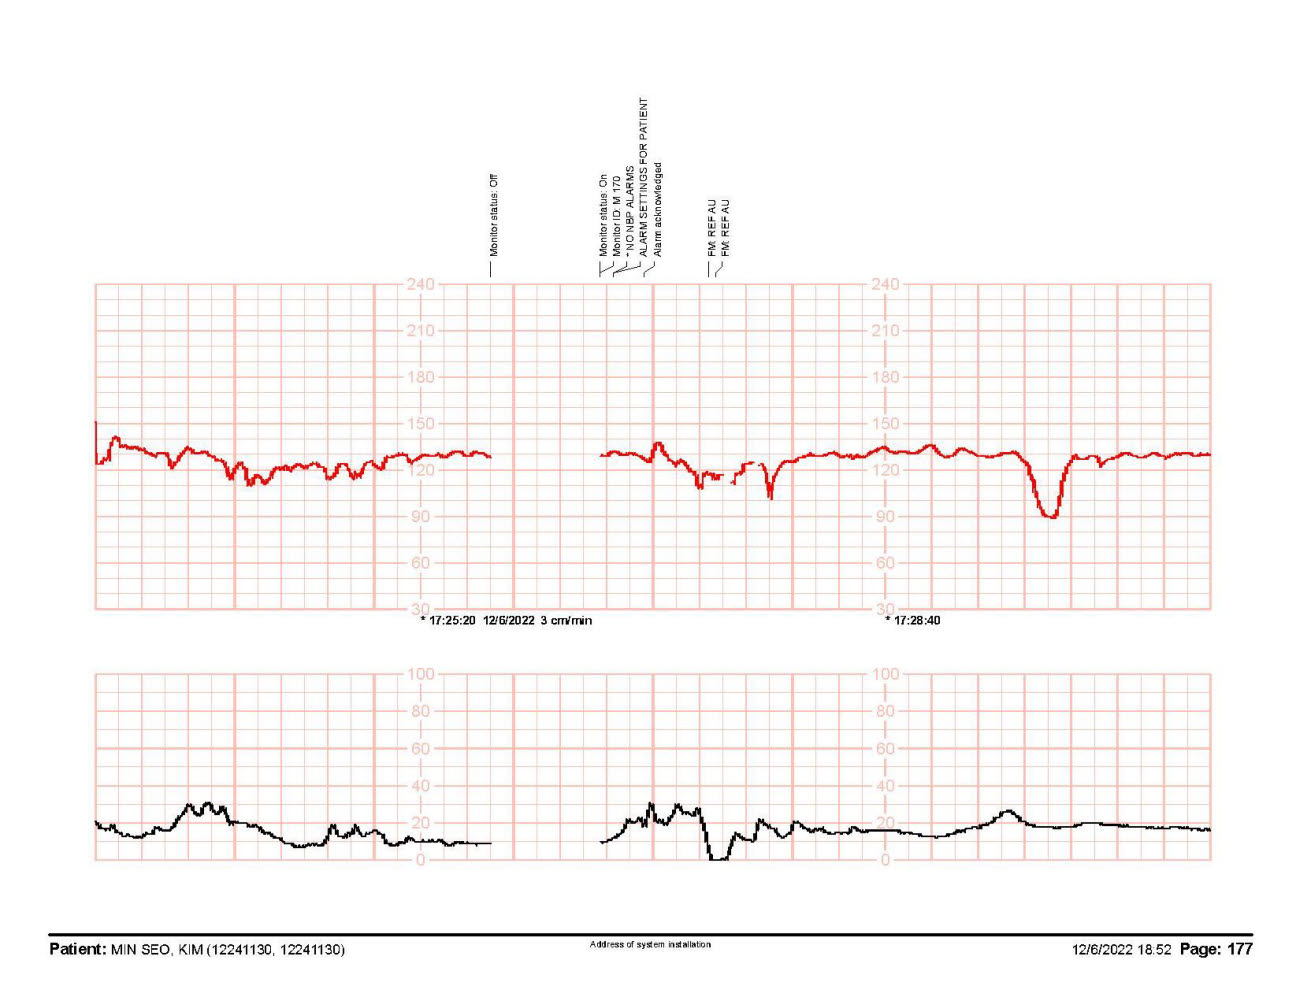 Monitor status: Off
Monitor status: On
Monitor ID: M 170
* NO NBP ALARMS
ALARM SETTINGS FOR PATIENT
Alarm acknowledged
FM: REF AU
FM: REF AU
240 240
210 210
180 180
150 150
120 120
90 90
60 60
30 30
* 17:25:20 12/6/2022 3 cm/min * 17:28:40
100 100
80 80
60 60
40 40
20 20
0 0
Patient: MIN SEO, KIM (12241130, 12241130) Address of system installation 12/6/2022 18:52 Page: 177